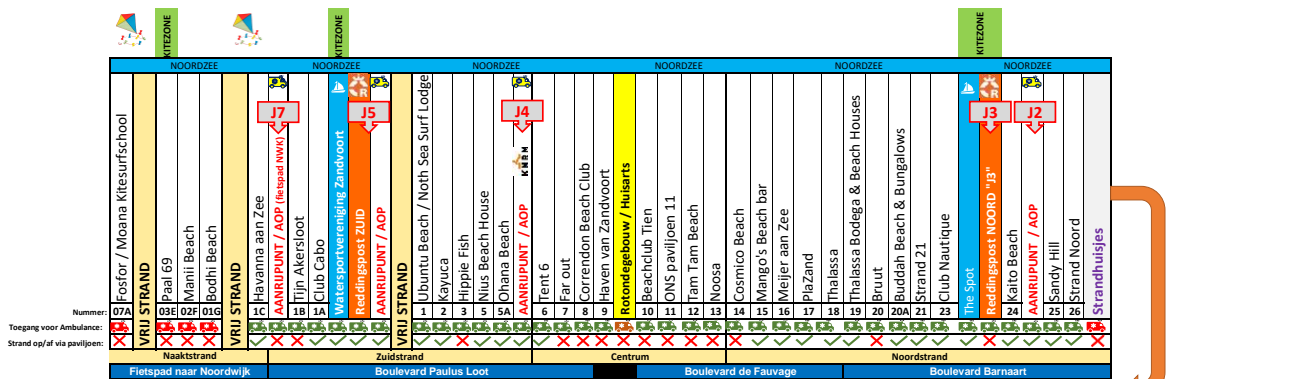 KITEZONE
KITEZONE
KITEZONE
NOORDZEE NOORDZEE NOORDZEE NOORDZEE NOORDZEE NOORDZEE
J7 J5 J4 J3 J2
Fosfor / Moana Kitesurfschool
VRIJ STRAND
Paal 69
Manii Beach
Bodhi Beach
VRIJ STRAND
Havanna aan Zee
AANRIJPUNT / AOP (fietspad NWK)
Tijn Akersloot
Club Cabo
Watersportvereniging Zandvoort
Reddingspost ZUID
AANRIJPUNT / AOP
VRIJ STRAND
Ubuntu Beach / Noth Sea Surf Lodge
Kayuca
Hippie Fish
Nius Beach House
Ohana Beach
KNRM
AANRIJPUNT / AOP
Tent 6
Far out
Correndon Beach Club
Haven van Zandvoort
Rotondegebouw / Huisarts
Beachclub Tien
ONS paviljoen 11
Tam Tam Beach
Noosa
Cosmico Beach
Mango's Beach bar
Meijer aan Zee
PlaZand
Thalassa
Thalassa Bodega & Beach Houses
Bruut
Buddah Beach & Bungalows
Strand 21
Club Nautique
The Spot
Reddingspost NOORD "J3"
Kaito Beach
AANRIJPUNT / AOP
Sandy Hill
Strand Noord
Strandhuisjes
Nummer: 07A 03E 02F 01G 1C 1B 1A 1 2 3 5 5A 6 7 8 9 10 11 12 13 14 15 16 17 18 19 20 20A 21 23 24 25 26
Toegang voor Ambulance:
Strand op/af via paviljoen:
Naaktstrand Zuidstrand Centrum Noordstrand
Fietspad naar Noordwijk Boulevard Paulus Loot Boulevard de Fauvage Boulevard Barnaart